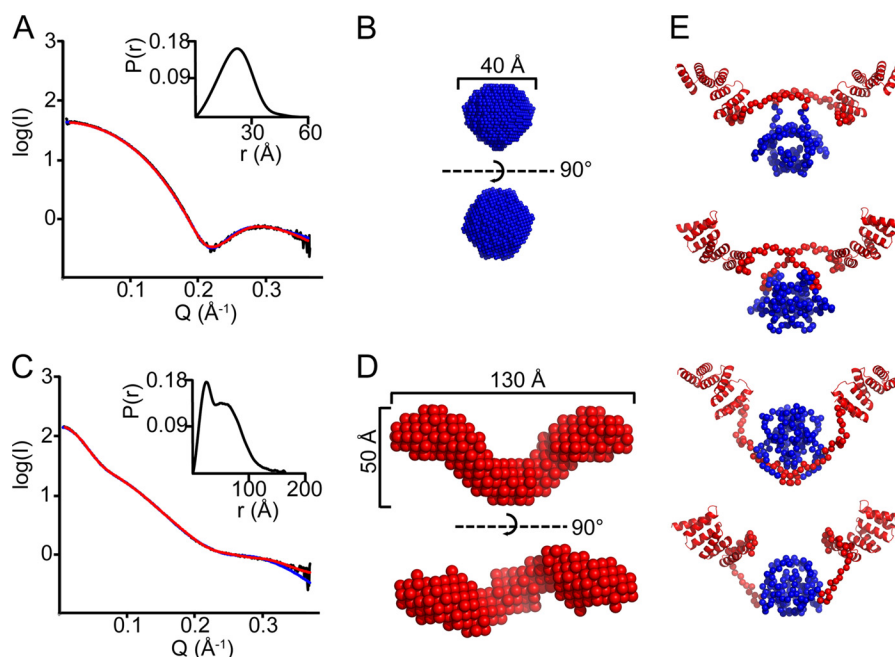 A
3
2
1
0
log(I)
0.1
0.2
0.3
Q (Å⁻¹)
0.18
0.09
P(r)
30
60
r (Å)
B
40 Å
90°
C
3
2
1
0
log(I)
0.1
0.2
0.3
Q (Å⁻¹)
0.18
0.09
P(r)
100
200
r (Å)
D
130 Å
50 Å
90°
E